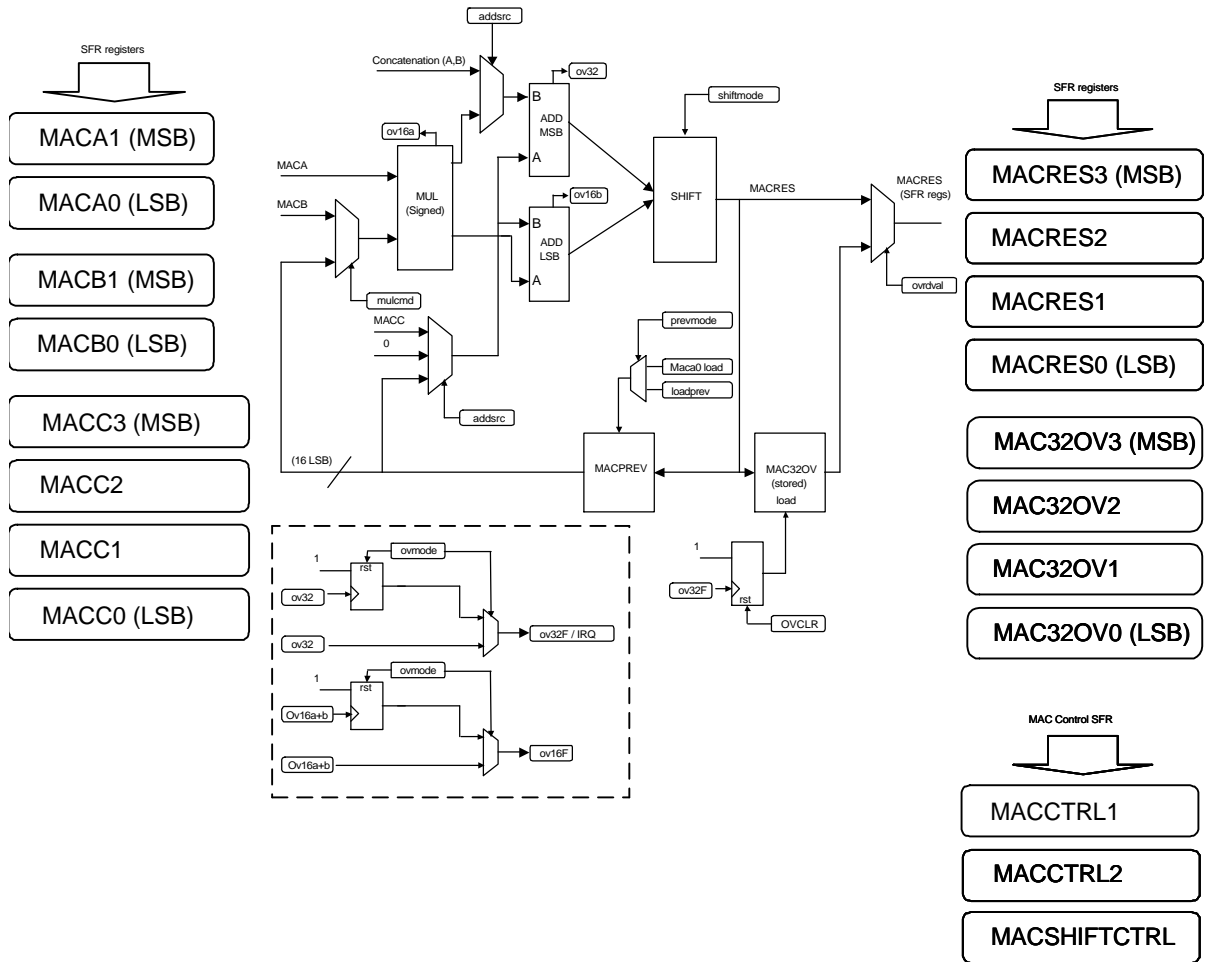 SFR registers
MACA1 (MSB)
MACA0 (LSB)
MACB1 (MSB)
MACB0 (LSB)
MACC3 (MSB)
MACC2
MACC1
MACC0 (LSB)
addsrc
Concatenation (A,B)
ov32
B
ADD
MSB
A
ov16a
MACA
MUL
(Signed)
MACB
ov16b
B
ADD
LSB
A
mulcmd
MACC
0
addsrc
(16 LSB)
shiftmode
SHIFT
MACRES
MACRES
(SFR regs)
ovrdval
prevmode
Maca0 load
loadprev
MACPREV
MAC32OV
(stored)
load
1
ov32F
rst
OVCLR
1
rst
ovmode
ov32
ov32
ov32F / IRQ
1
rst
ovmode
Ov16a+b
Ov16a+b
ov16F
SFR registers
MACRES3 (MSB)
MACRES2
MACRES1
MACRES0 (LSB)
MAC32OV3 (MSB)
MAC32OV2
MAC32OV1
MAC32OV0 (LSB)
MAC Control SFR
MACCTRL1
MACCTRL2
MACSHIFTCTRL